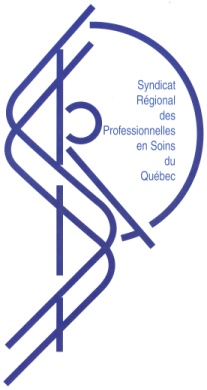 Syndicat
Régional
des
Professionnelles
en Soins
du
Québec